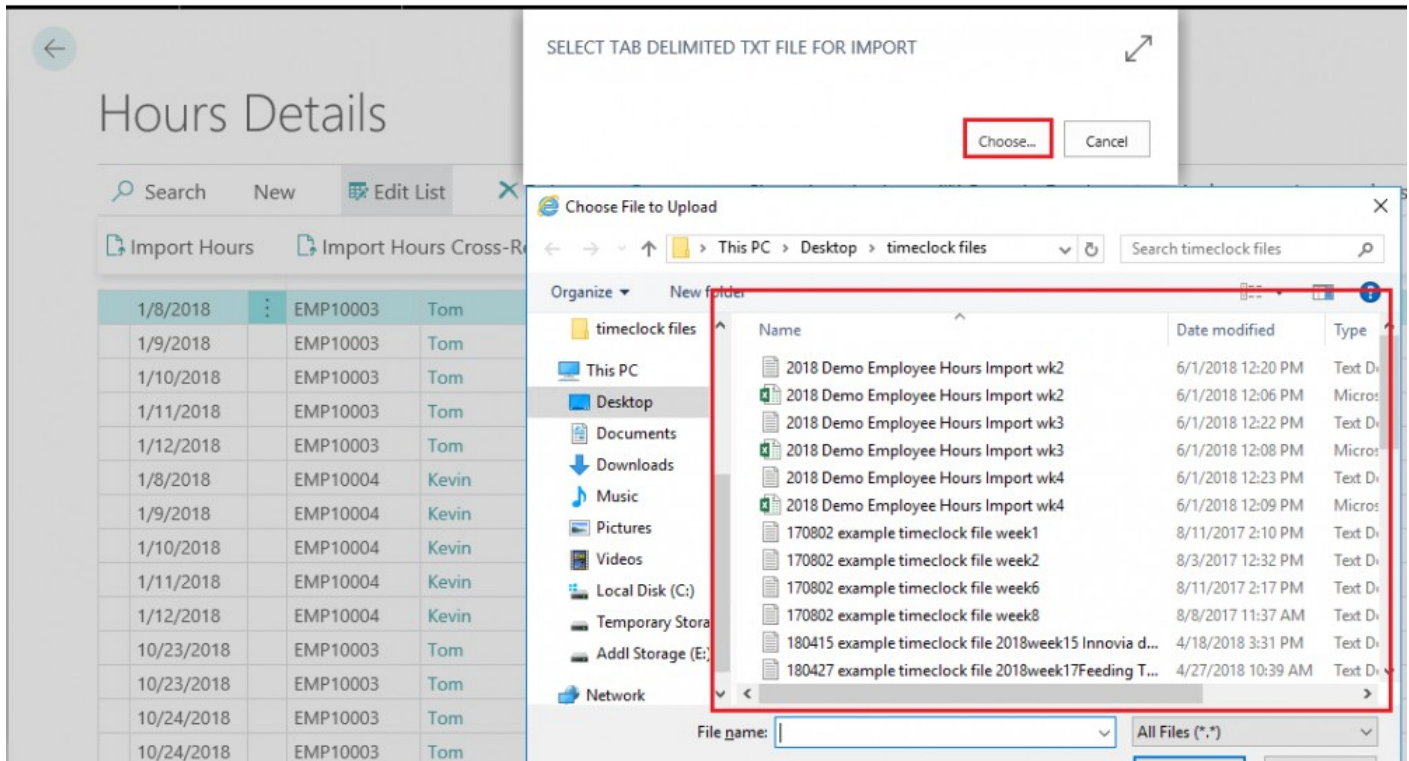 SELECT TAB DELIMITED TXT FILE FOR IMPORT
Choose...
Cancel
Hours Details
Search New Edit List
Import Hours Import Hours Cross-Re
1/8/2018 EMP10003 Tom
1/9/2018 EMP10003 Tom
1/10/2018 EMP10003 Tom
1/11/2018 EMP10003 Tom
1/12/2018 EMP10003 Tom
1/8/2018 EMP10004 Kevin
1/9/2018 EMP10004 Kevin
1/10/2018 EMP10004 Kevin
1/11/2018 EMP10004 Kevin
1/12/2018 EMP10004 Kevin
10/23/2018 EMP10003 Tom
10/23/2018 EMP10003 Tom
10/24/2018 EMP10003 Tom
10/24/2018 EMP10003 Tom
Choose File to Upload
This PC > Desktop > timeclock files
Search timeclock files
Organize New folder
timeclock files
This PC
Desktop
Documents
Downloads
Music
Pictures
Videos
Local Disk (C:)
Temporary Stora
Addl Storage (E:)
Network
Name Date modified Type
2018 Demo Employee Hours Import wk2 6/1/2018 12:20 PM Text D
2018 Demo Employee Hours Import wk2 6/1/2018 12:06 PM Micros
2018 Demo Employee Hours Import wk3 6/1/2018 12:22 PM Text D
2018 Demo Employee Hours Import wk3 6/1/2018 12:08 PM Micros
2018 Demo Employee Hours Import wk4 6/1/2018 12:23 PM Text D
2018 Demo Employee Hours Import wk4 6/1/2018 12:09 PM Micros
170802 example timeclock file week1 8/11/2017 2:10 PM Text D
170802 example timeclock file week2 8/3/2017 12:32 PM Text D
170802 example timeclock file week6 8/11/2017 2:17 PM Text D
170802 example timeclock file week8 8/8/2017 11:37 AM Text D
180415 example timeclock file 2018week15 Innovia d... 4/18/2018 3:31 PM Text D
180427 example timeclock file 2018week17Feeding T... 4/27/2018 10:39 AM Text D
File name:
All Files (*.*)